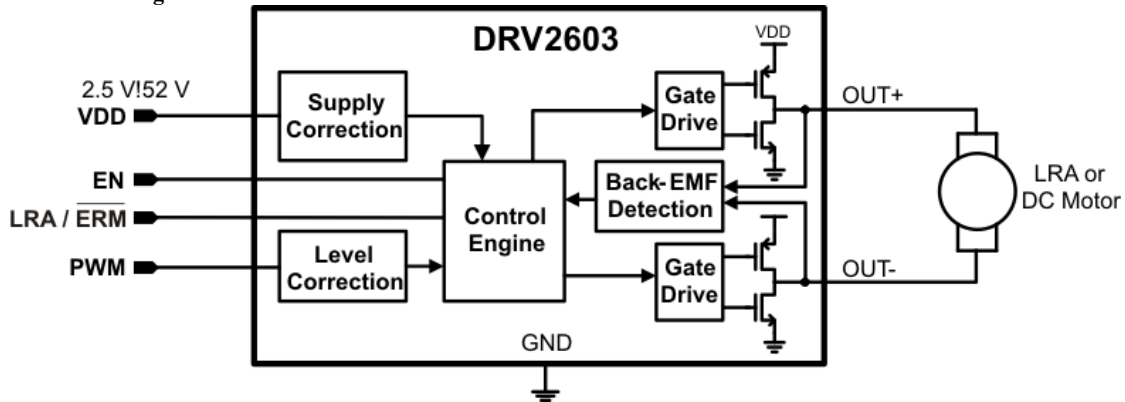 DRV2603
VDD
2.5 V!52 V
VDD
Supply
Correction
Gate
Drive
OUT+
EN
LRA / ERM
Control
Engine
Back-EMF
Detection
LRA or
DC Motor
PWM
Level
Correction
Gate
Drive
OUT-
GND